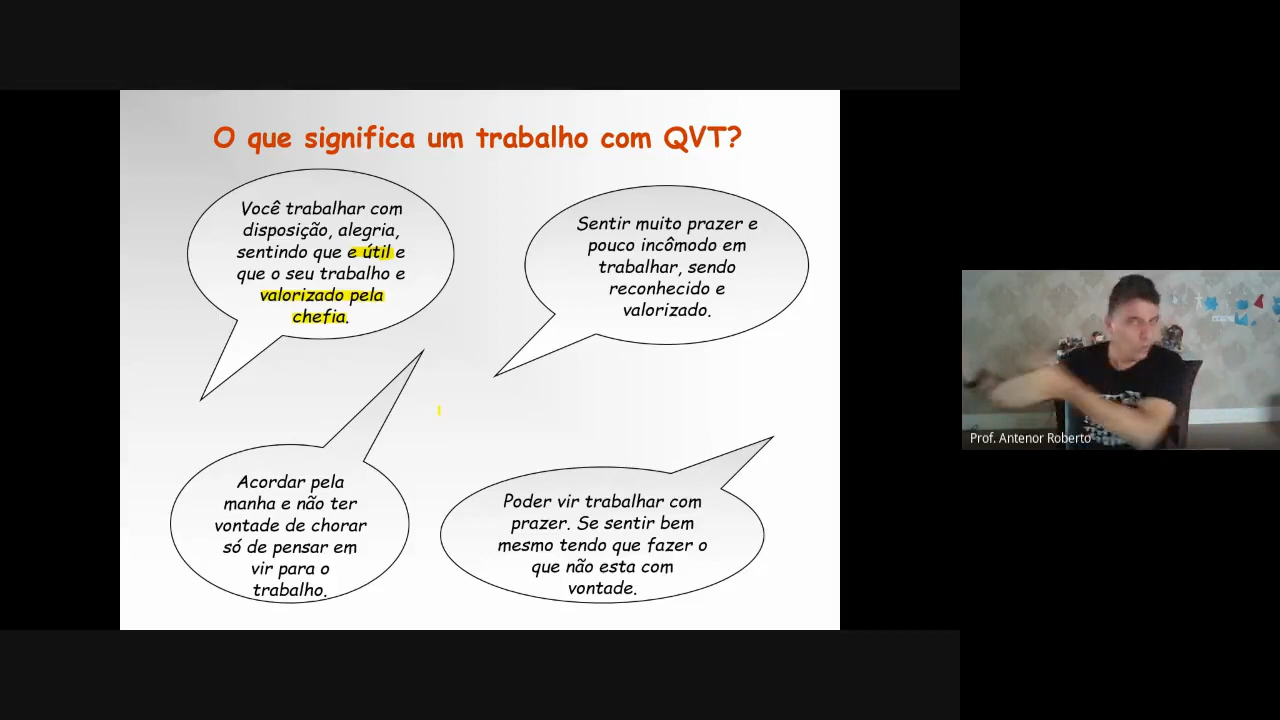 O que significa um trabalho com QVT?
Você trabalhar com
disposição, alegria,
sentindo que e útil e
que o seu trabalho e
valorizado pela
chefia.
Sentir muito prazer e
pouco incômodo em
trabalhar, sendo
reconhecido e
valorizado.
Acordar pela
manha e não ter
vontade de chorar
só de pensar em
vir para o
trabalho.
Poder vir trabalhar com
prazer. Se sentir bem
mesmo tendo que fazer o
que não esta com
vontade.
Prof. Antenor Roberto